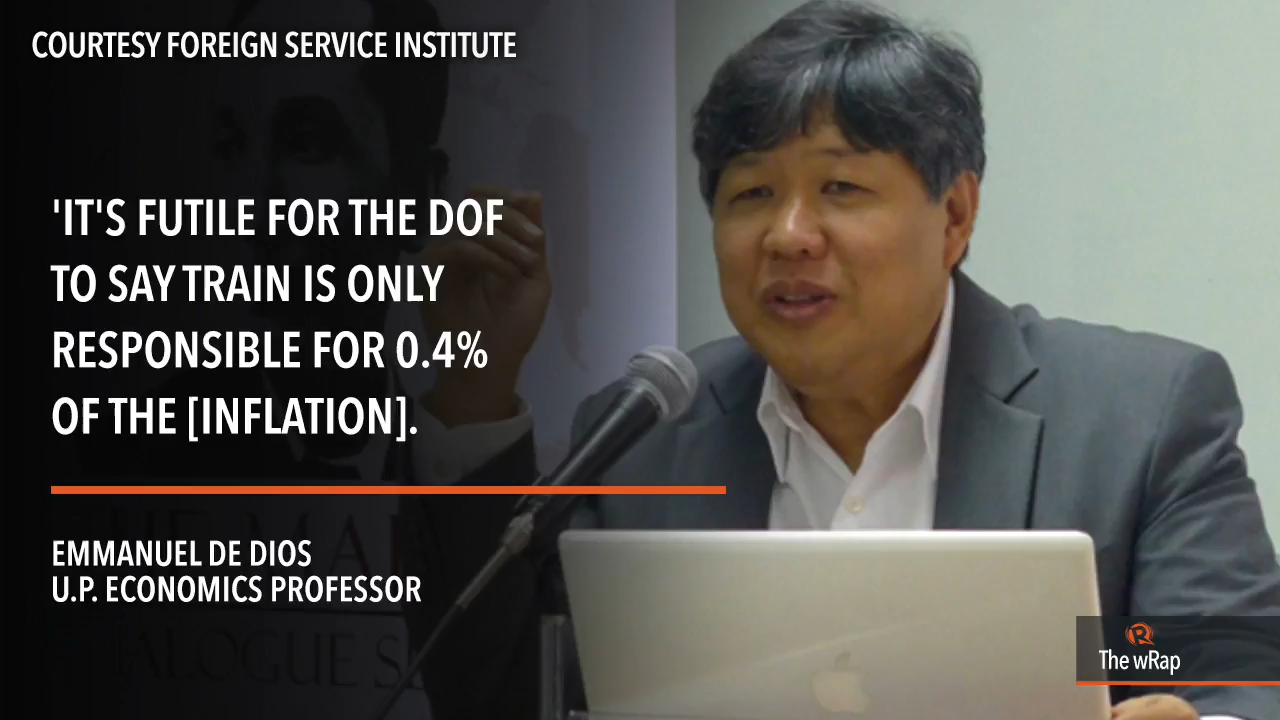 COURTESY FOREIGN SERVICE INSTITUTE
'IT'S FUTILE FOR THE DOF
TO SAY TRAIN IS ONLY
RESPONSIBLE FOR 0.4%
OF THE [INFLATION].
EMMANUEL DE DIOS
U.P. ECONOMICS PROFESSOR
The wRap